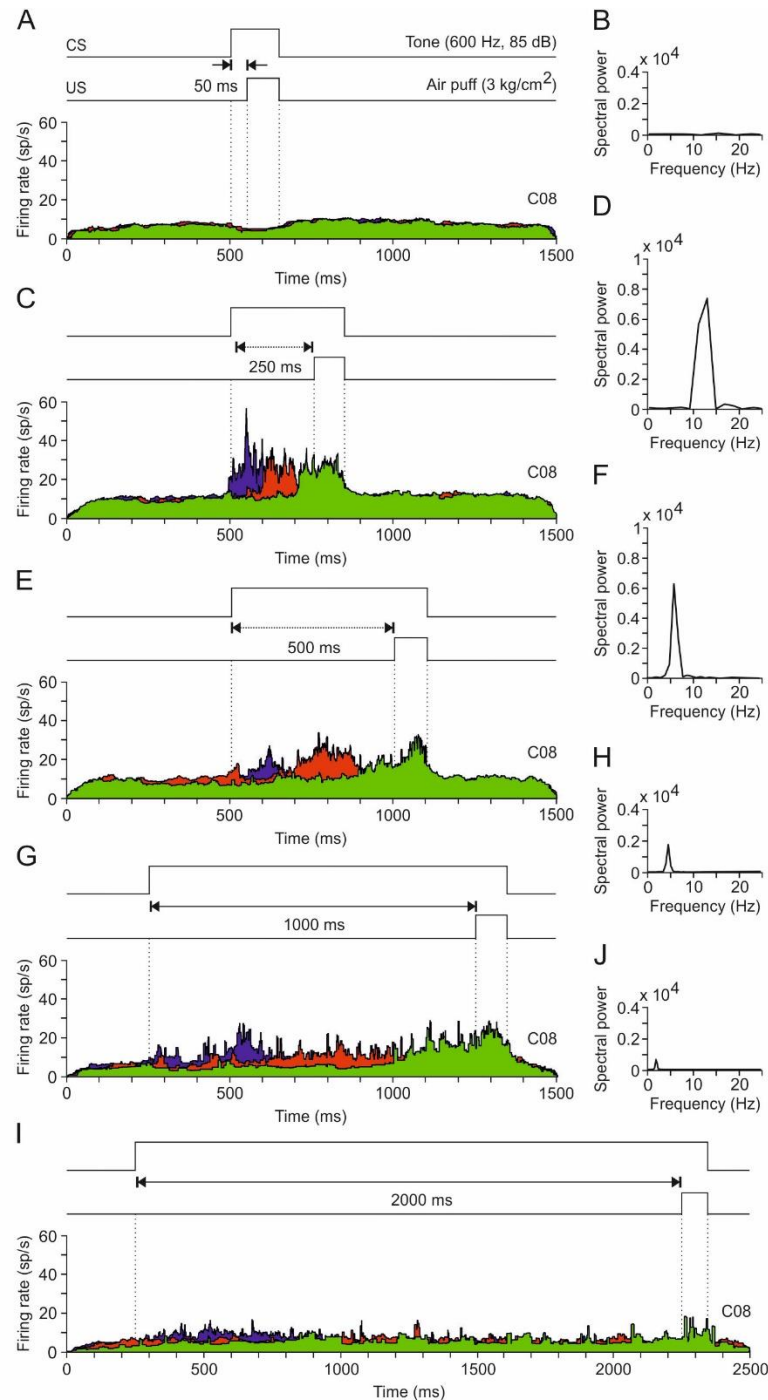 A
CS
Tone (600 Hz, 85 dB)
50 ms
US
Air puff (3 kg/cm2)
60
40
20
0
Firing rate (sp/s)
C08
0 500 1000 1500
Time (ms)
B
x 10^4
0.4
0.2
0
Spectral power
0 10 20
Frequency (Hz)
C
250 ms
60
40
20
0
Firing rate (sp/s)
C08
0 500 1000 1500
Time (ms)
D
x 10^4
1
0.8
0.6
0.4
0.2
0
Spectral power
0 10 20
Frequency (Hz)
E
500 ms
60
40
20
0
Firing rate (sp/s)
C08
0 500 1000 1500
Time (ms)
F
x 10^4
1
0.8
0.6
0.4
0.2
0
Spectral power
0 10 20
Frequency (Hz)
G
1000 ms
60
40
20
0
Firing rate (sp/s)
C08
0 500 1000 1500
Time (ms)
H
x 10^4
0.4
0.2
0
Spectral power
0 10 20
Frequency (Hz)
I
2000 ms
60
40
20
0
Firing rate (sp/s)
C08
0 500 1000 1500 2000 2500
Time (ms)
J
x 10^4
0.4
0.2
0
Spectral power
0 10 20
Frequency (Hz)